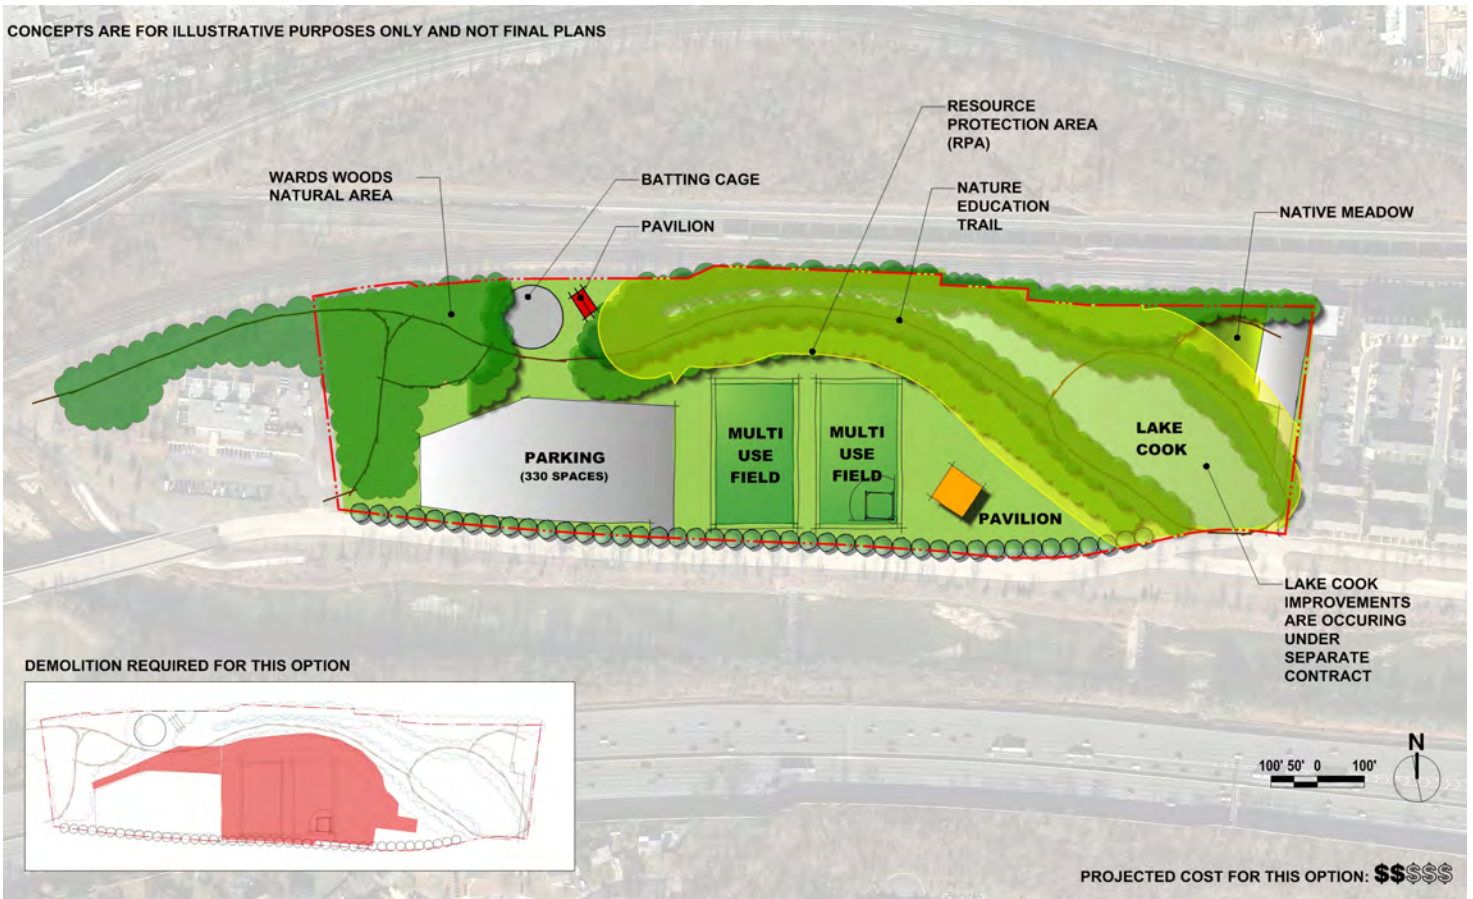 CONCEPTS ARE FOR ILLUSTRATIVE PURPOSES ONLY AND NOT FINAL PLANS
RESOURCE
PROTECTION AREA
(RPA)
WARDS WOODS
NATURAL AREA
BATTING CAGE
PAVILION
NATURE
EDUCATION
TRAIL
NATIVE MEADOW
PARKING
(330 SPACES)
MULTI
USE
FIELD
MULTI
USE
FIELD
PAVILION
LAKE
COOK
LAKE COOK
IMPROVEMENTS
ARE OCCURING
UNDER
SEPARATE
CONTRACT
DEMOLITION REQUIRED FOR THIS OPTION
N
100' 50' 0 100'
PROJECTED COST FOR THIS OPTION: $$$$$